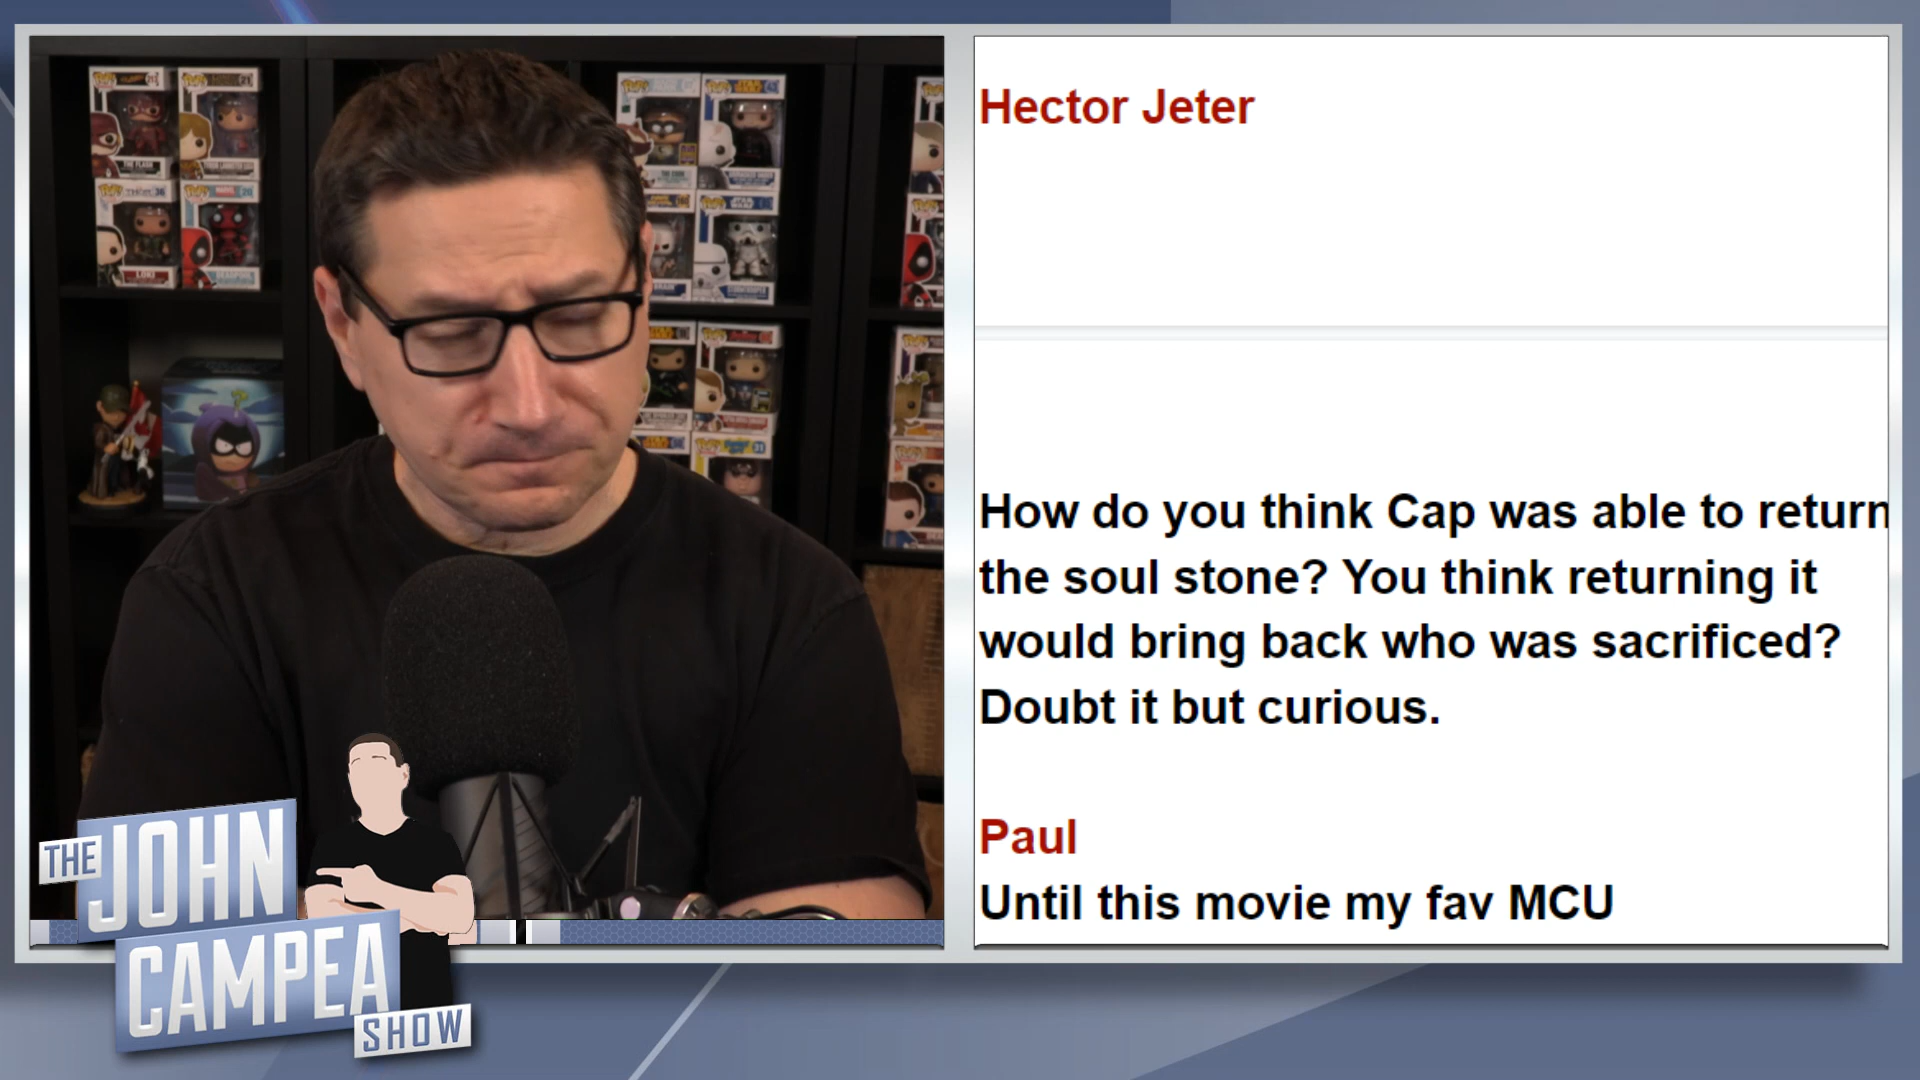 Hector Jeter
How do you think Cap was able to return
the soul stone? You think returning it
would bring back who was sacrificed?
Doubt it but curious.
Paul
Until this movie my fav MCU
THE
JOHN
CAMPEA
SHOW
LOKI